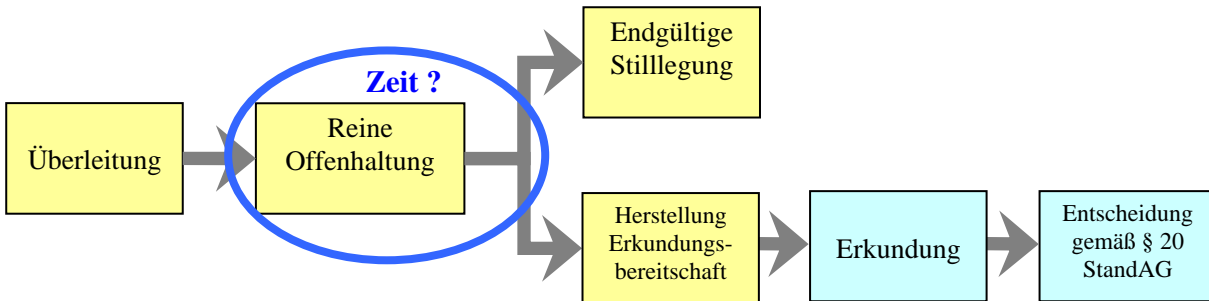 Überleitung
Zeit ?
Reine
Offenhaltung
Endgültige
Stilllegung
Herstellung
Erkundungs-
bereitschaft
Erkundung
Entscheidung
gemäß § 20
StandAG